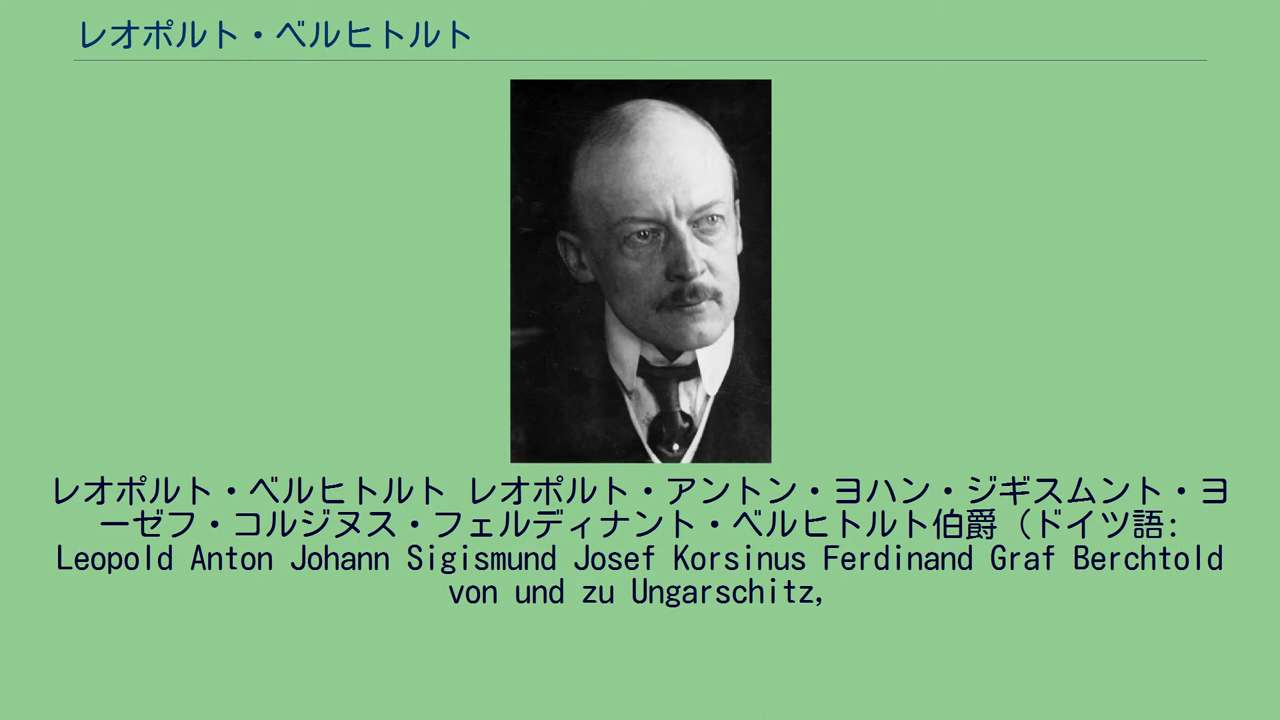 レオポルト・ベルヒトルト
レオポルト・ベルヒトルト レオポルト・アントン・ヨハン・ジギスムント・ヨ
ーゼフ・コルジヌス・フェルディナント・ベルヒトルト伯爵（ドイツ語:
Leopold Anton Johann Sigismund Josef Korsinus Ferdinand Graf Berchtold
von und zu Ungarschitz,